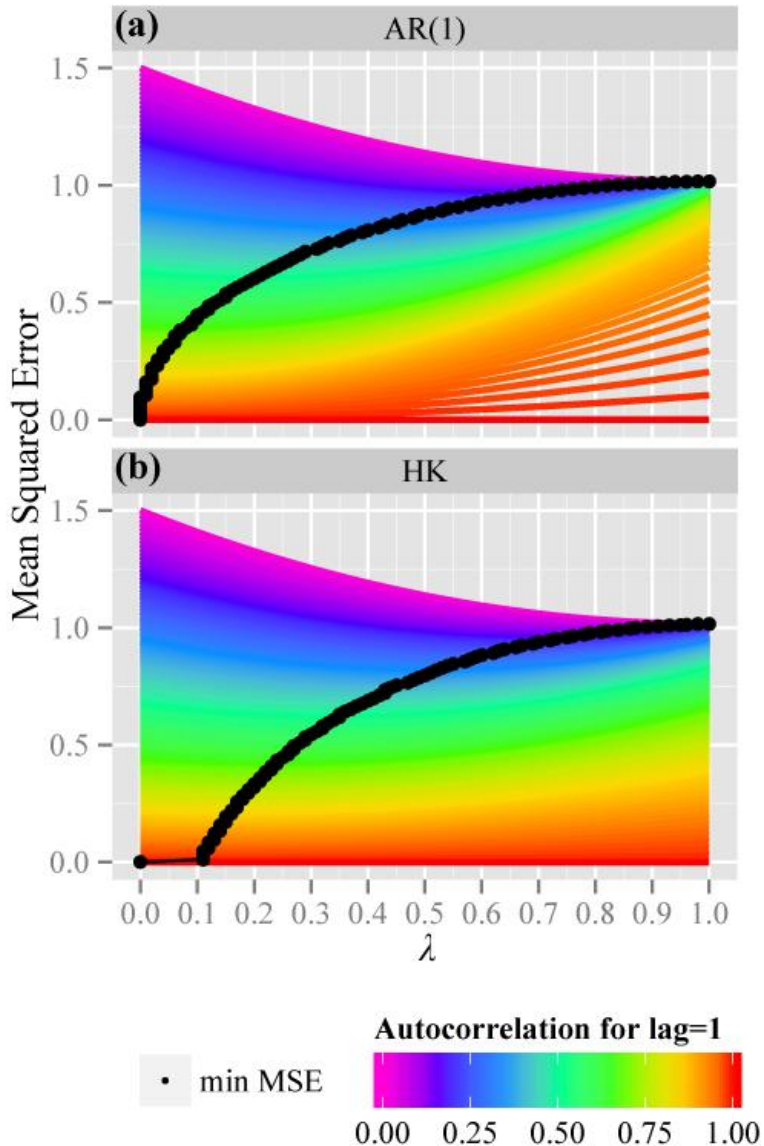 (a) AR(1)
1.5
1.0
0.5
0.0
(b) HK
1.5
1.0
0.5
0.0
Mean Squared Error
0.0 0.1 0.2 0.3 0.4 0.5 0.6 0.7 0.8 0.9 1.0
λ
Autocorrelation for lag=1
min MSE
0.00 0.25 0.50 0.75 1.00